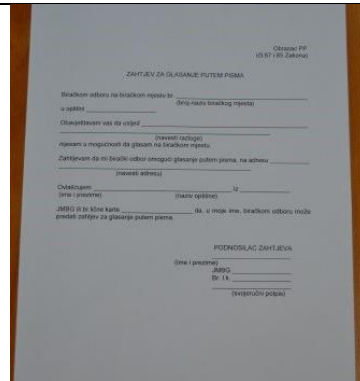 Obrazac PP
(čl.87 i 85 Zakona)
ZAHTJEV ZA GLASANJE PUTEM PISMA
Biračkom odboru na biračkom mjestu br. ____________
(broj-naziv biračkog mjesta)
u opštini ____________
Obavještavam vas da usljed ____________
(navesti razloge)
nijesam u mogućnosti da glasam na biračkom mjestu.
Zahtijevam da mi birački odbor omogući glasanje putem pisma, na adresu ____________
(navesti adresu)
Ovlašćujem ____________ iz ____________
(ime i prezime) (naziv opštine)
JMBG ili br. lične karte ____________ da, u moje ime, biračkom odboru može
predati zahtjev za glasanje putem pisma.
PODNOSILAC ZAHTJEVA
(ime i prezime)
JMBG ____________
Br. l.k. ____________
(svojeručni potpis)